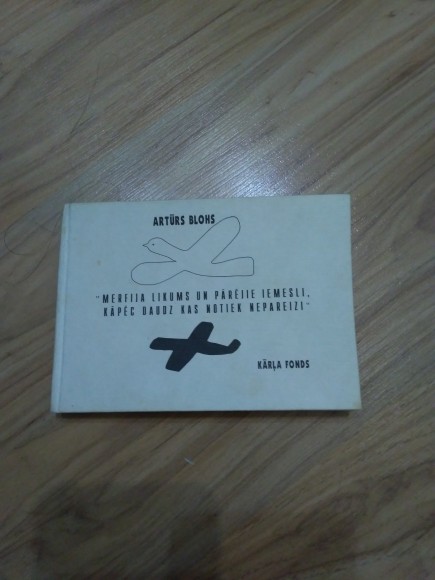 ARTŪRS BLOHS
"MERFIJA LIKUMS UN PĀRĒJIE IEMESLI,
KĀPĒC DAUDZ KAS NOTIEK NEPAREIZI"
KĀRĻA FONDS